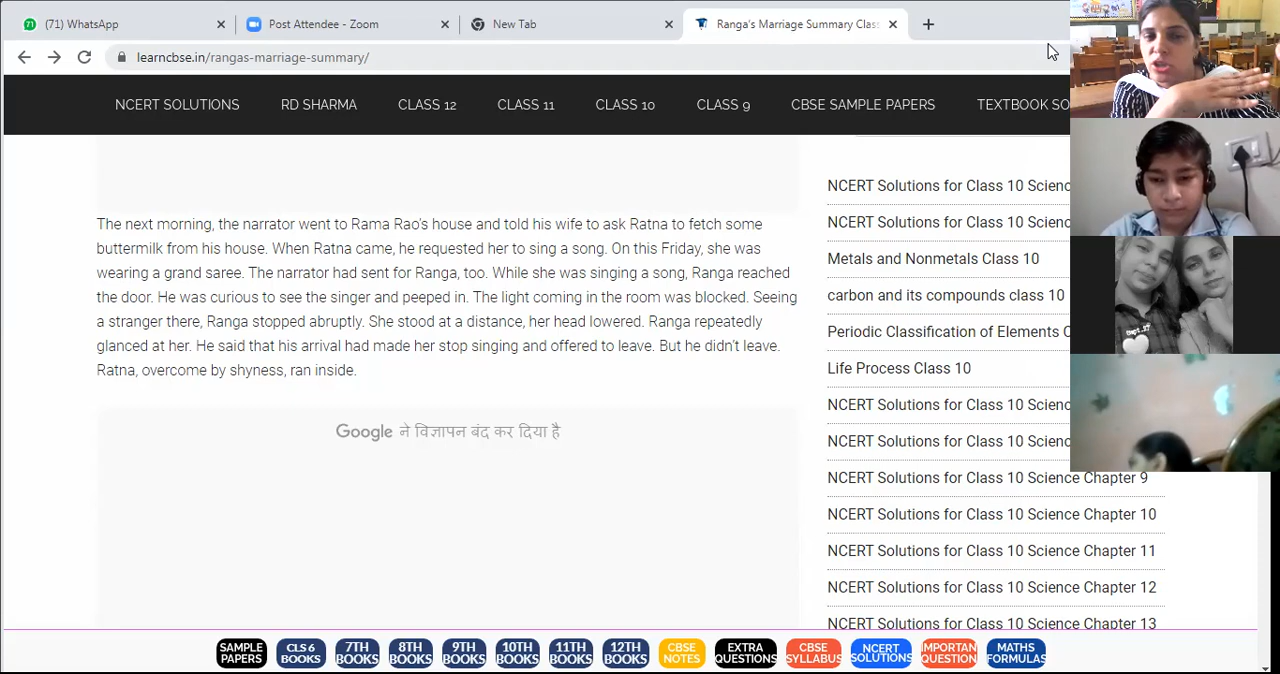 (71) WhatsApp
Post Attendee - Zoom
New Tab
Ranga's Marriage Summary Class
learncbse.in/rangas-marriage-summary/
NCERT SOLUTIONS
RD SHARMA
CLASS 12
CLASS 11
CLASS 10
CLASS 9
CBSE SAMPLE PAPERS
TEXTBOOK SO
The next morning, the narrator went to Rama Rao's house and told his wife to ask Ratna to fetch some
buttermilk from his house. When Ratna came, he requested her to sing a song. On this Friday, she was
wearing a grand saree. The narrator had sent for Ranga, too. While she was singing a song, Ranga reached
the door. He was curious to see the singer and peeped in. The light coming in the room was blocked. Seeing
a stranger there, Ranga stopped abruptly. She stood at a distance, her head lowered. Ranga repeatedly
glanced at her. He said that his arrival had made her stop singing and offered to leave. But he didn't leave.
Ratna, overcome by shyness, ran inside.
Google ने विज्ञापन बंद कर दिया है
NCERT Solutions for Class 10 Scienc
NCERT Solutions for Class 10 Scienc
Metals and Nonmetals Class 10
carbon and its compounds class 10
Periodic Classification of Elements C
Life Process Class 10
NCERT Solutions for Class 10 Scienc
NCERT Solutions for Class 10 Scienc
NCERT Solutions for Class 10 Science Chapter 9
NCERT Solutions for Class 10 Science Chapter 10
NCERT Solutions for Class 10 Science Chapter 11
NCERT Solutions for Class 10 Science Chapter 12
NCERT Solutions for Class 10 Science Chapter 13
SAMPLE
PAPERS
CLS 6
BOOKS
7TH
BOOKS
8TH
BOOKS
9TH
BOOKS
10TH
BOOKS
11TH
BOOKS
12TH
BOOKS
CBSE
NOTES
EXTRA
QUESTIONS
CBSE
SYLLABUS
NCERT
SOLUTIONS
IMPORTAN
QUESTION
MATHS
FORMULAS